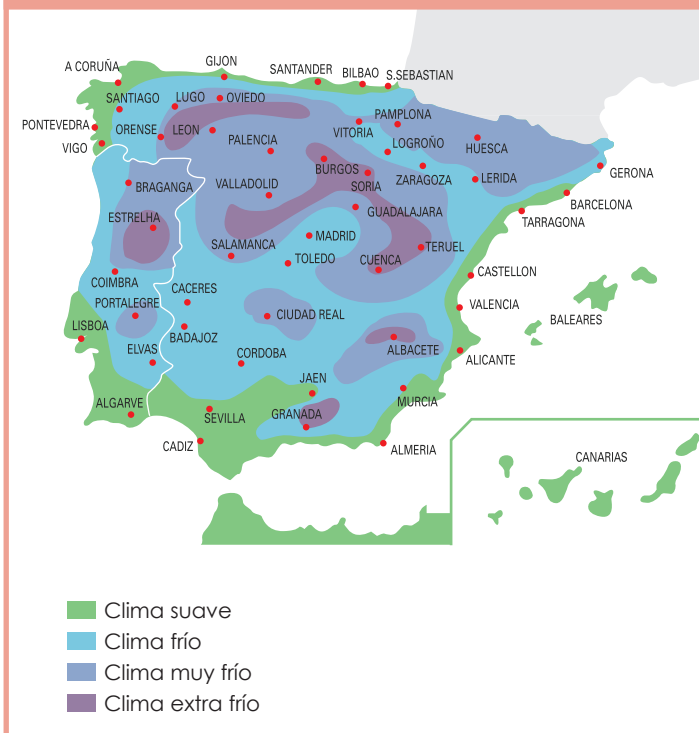 GIJON
A CORUÑA
SANTANDER
BILBAO
S.SEBASTIAN
SANTIAGO
LUGO
OVIEDO
PAMPLONA
PONTEVEDRA
ORENSE
LEON
VITORIA
VIGO
PALENCIA
LOGROÑO
HUESCA
BURGOS
BRAGANGA
VALLADOLID
SORIA
ZARAGOZA
LERIDA
GERONA
ESTRELHA
GUADALAJARA
BARCELONA
TARRAGONA
SALAMANCA
MADRID
TERUEL
TOLEDO
CUENCA
COIMBRA
CACERES
CASTELLON
PORTALEGRE
CIUDAD REAL
VALENCIA
BALEARES
LISBOA
BADAJOZ
ELVAS
CORDOBA
ALBACETE
ALICANTE
JAEN
ALGARVE
SEVILLA
GRANADA
MURCIA
CADIZ
ALMERIA
CANARIAS
Clima suave
Clima frío
Clima muy frío
Clima extra frío